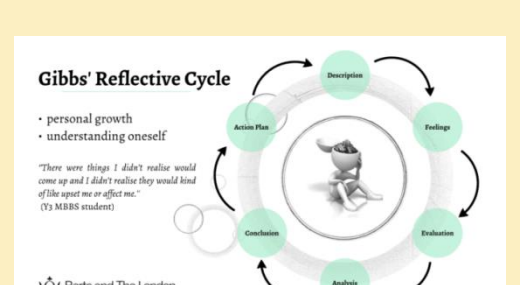 Gibbs' Reflective Cycle
• personal growth
• understanding oneself
"There were things I didn't realise would
come up and I didn't realise they would kind
of like upset me or affect me."
(Y3 MBBS student)
Description
Feelings
Evaluation
Analysis
Conclusion
Action Plan